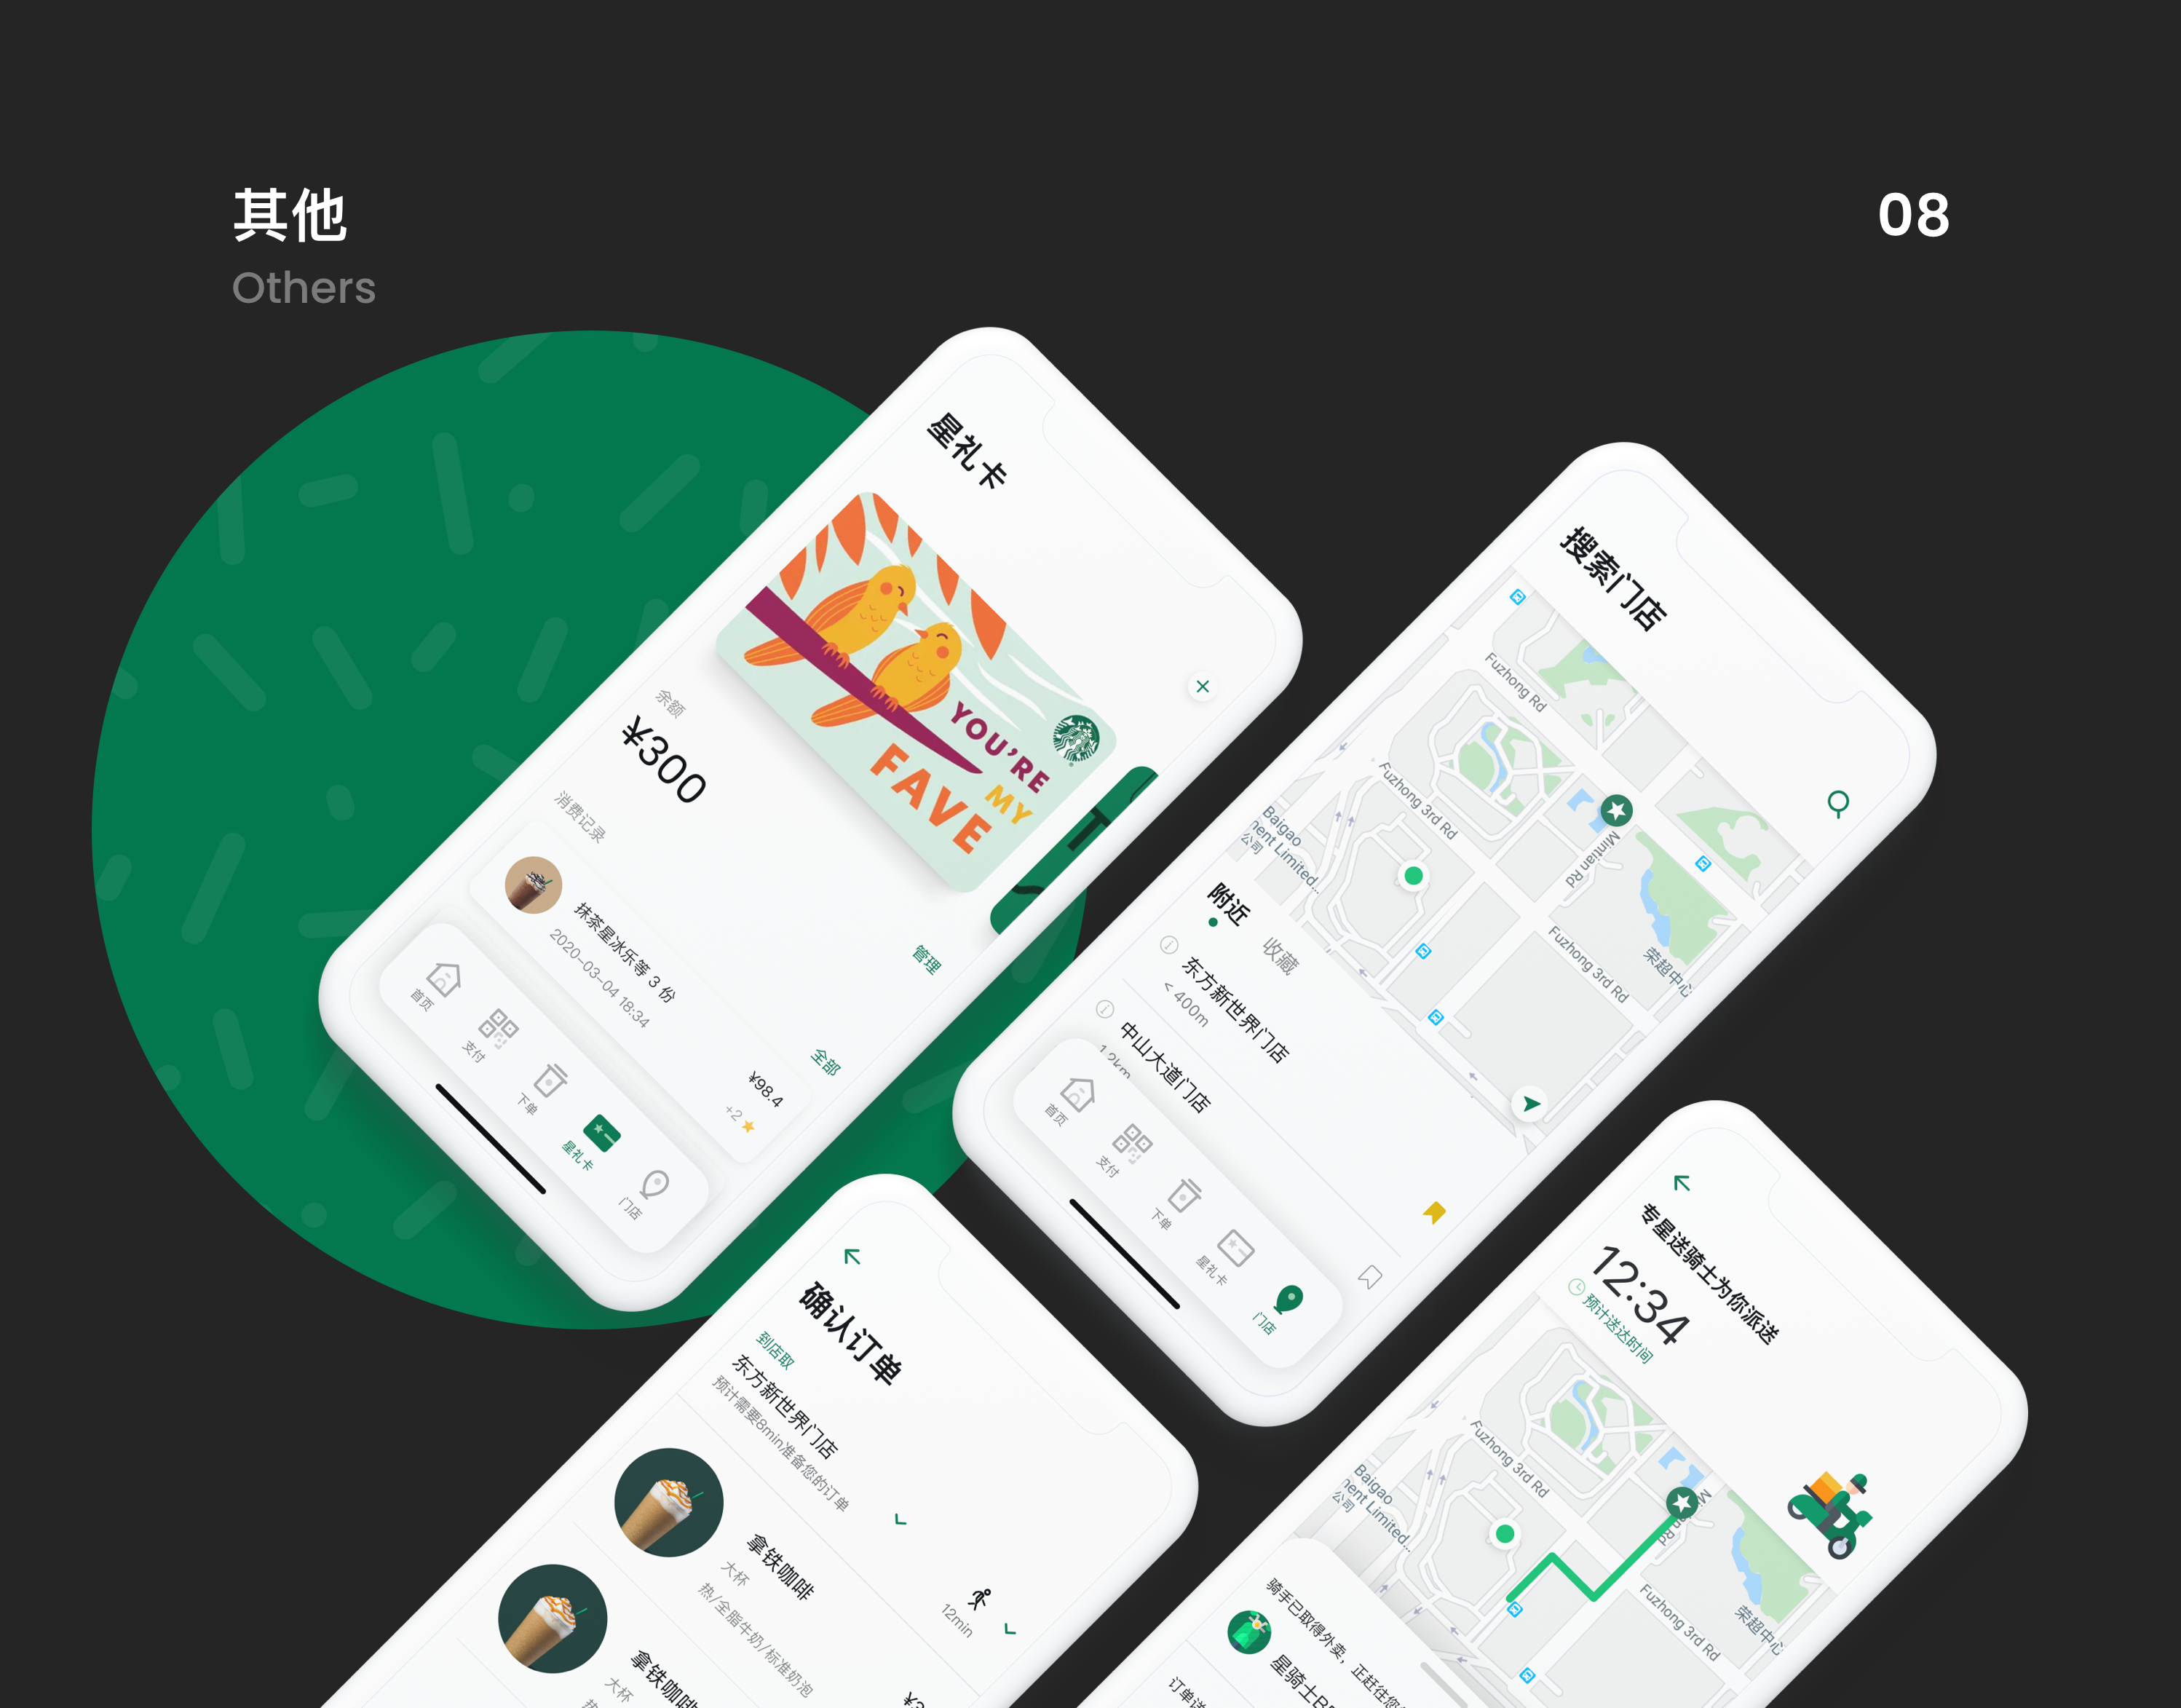 其他
Others
08
星礼卡
YOU'RE
MY
FAVE
余额
¥300
管理
消费记录
全部
抹茶星冰乐等 3 份
2020-03-04 18:34
¥98.4
+2
首页
支付
下单
星礼卡
门店
搜索门店
Fuzhong Rd
Fuzhong 3rd Rd
Mintian Rd
Baigao
ment Limited...
公司
Fuzhong 3rd Rd
荣超中心
附近
收藏
东方新世界门店
< 400m
中山大道门店
首页
支付
下单
星礼卡
门店
确认订单
到店取
东方新世界门店
预计需要8min准备您的订单
12min
拿铁咖啡
大杯
热/全脂牛奶/标准奶泡
拿铁咖啡
大杯
专星送骑士为你派送
12:34
预计送达时间
Fuzhong 3rd Rd
Baigao
ment Limited...
公司
Fuzhong 3rd Rd
荣超中心
骑手已取得外卖，正赶往您
星骑士